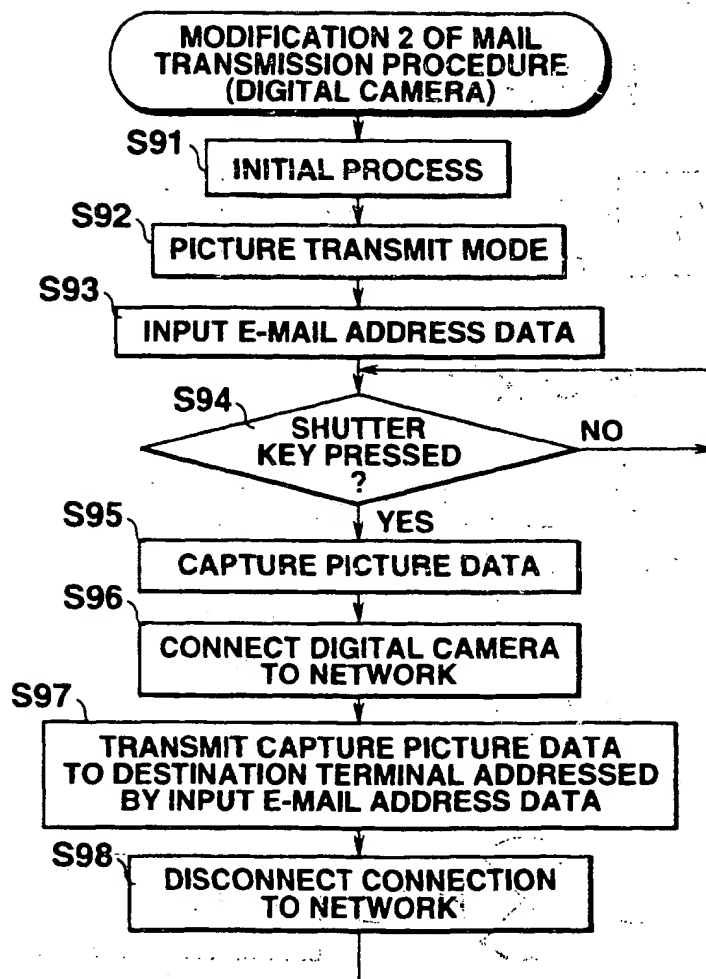 MODIFICATION 2 OF MAIL
TRANSMISSION PROCEDURE
(DIGITAL CAMERA)
S91
INITIAL PROCESS
S92
PICTURE TRANSMIT MODE
S93
INPUT E-MAIL ADDRESS DATA
S94
SHUTTER
KEY PRESSED
?
NO
YES
S95
CAPTURE PICTURE DATA
S96
CONNECT DIGITAL CAMERA
TO NETWORK
S97
TRANSMIT CAPTURE PICTURE DATA
TO DESTINATION TERMINAL ADDRESSED
BY INPUT E-MAIL ADDRESS DATA
S98
DISCONNECT CONNECTION
TO NETWORK